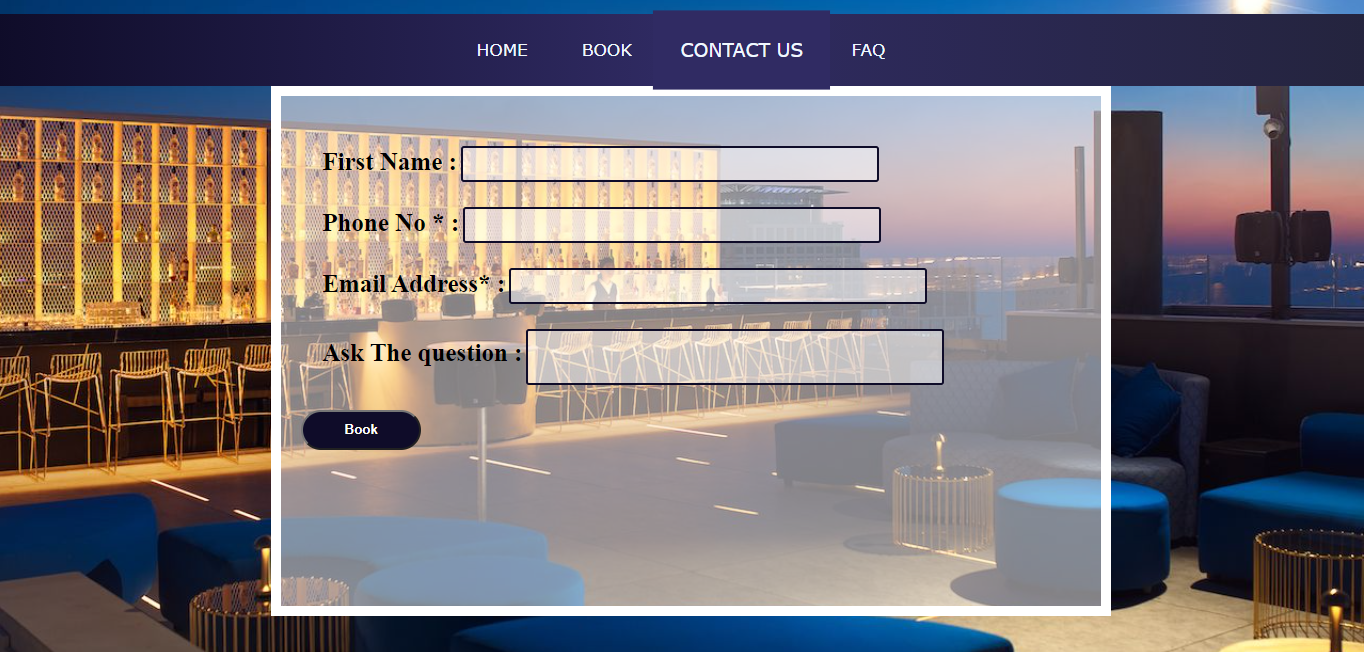 HOME BOOK CONTACT US FAQ
First Name :
Phone No * :
Email Address* :
Ask The question :
Book